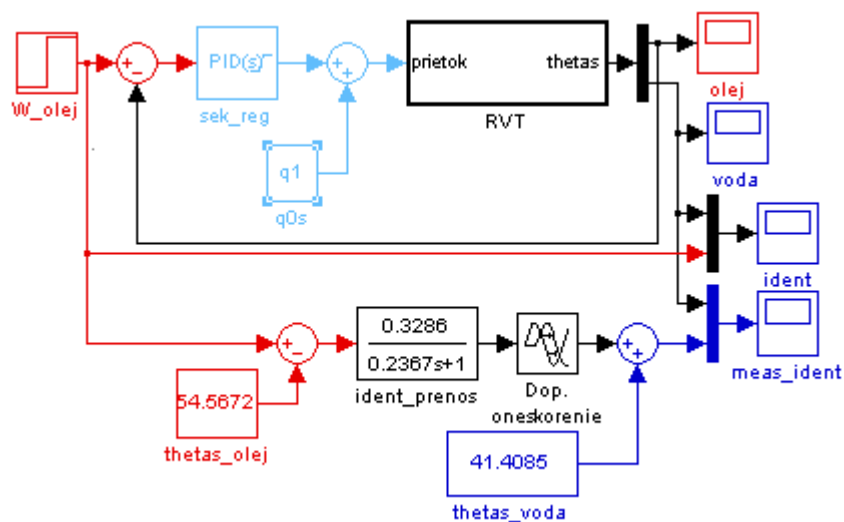 W_olej
+
−
PID(s)
sek_reg
+
+
q1
q0s
prietok
thetas
RVT
olej
voda
ident
meas_ident
+
−
54.5672
thetas_olej
0.3286
0.2367s+1
ident_prenos
Dop.
oneskorenie
+
+
41.4085
thetas_voda